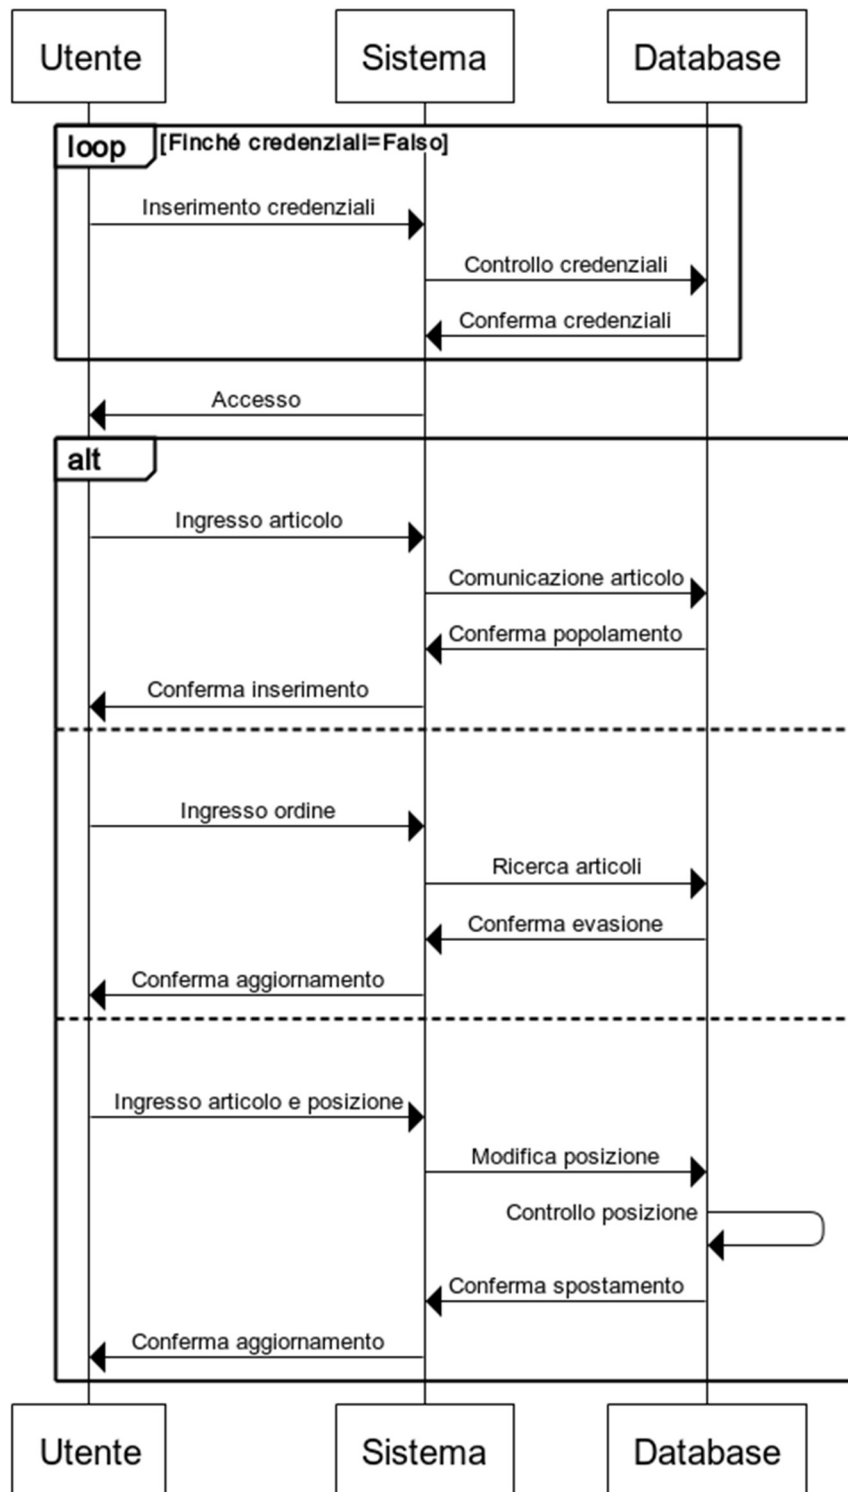 Utente
Sistema
Database
loop
[Finché credenziali=Falso]
Inserimento credenziali
Controllo credenziali
Conferma credenziali
Accesso
alt
Ingresso articolo
Comunicazione articolo
Conferma popolamento
Conferma inserimento
Ingresso ordine
Ricerca articoli
Conferma evasione
Conferma aggiornamento
Ingresso articolo e posizione
Modifica posizione
Controllo posizione
Conferma spostamento
Conferma aggiornamento
Utente
Sistema
Database